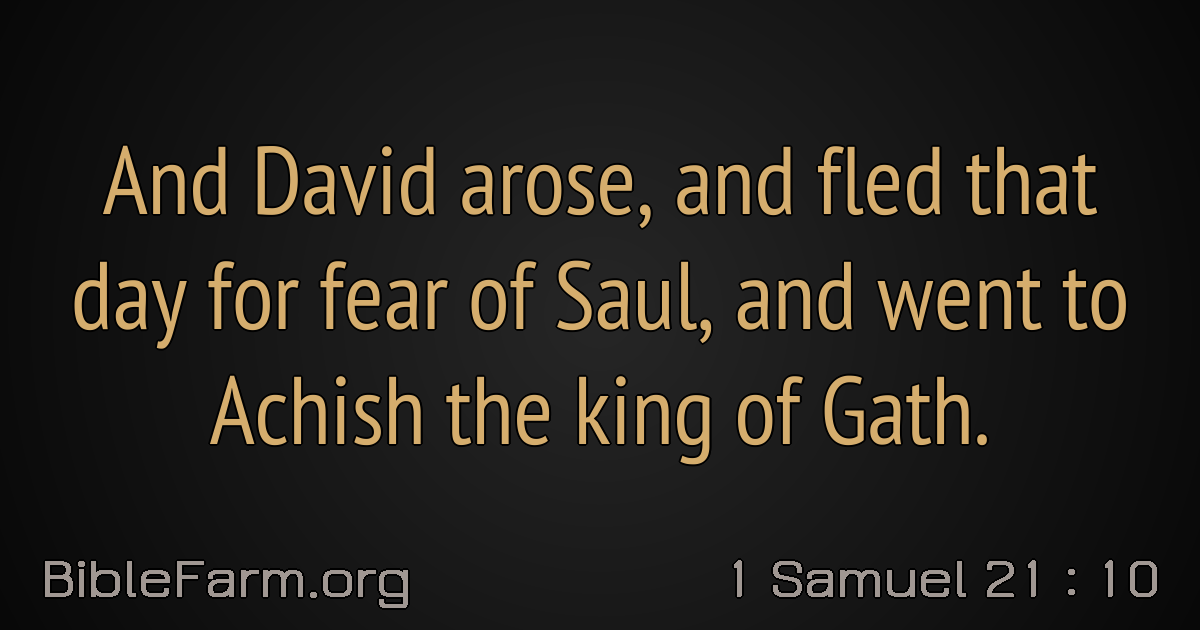 And David arose, and fled that
day for fear of Saul, and went to
Achish the king of Gath.
BibleFarm.org
1 Samuel 21 : 10